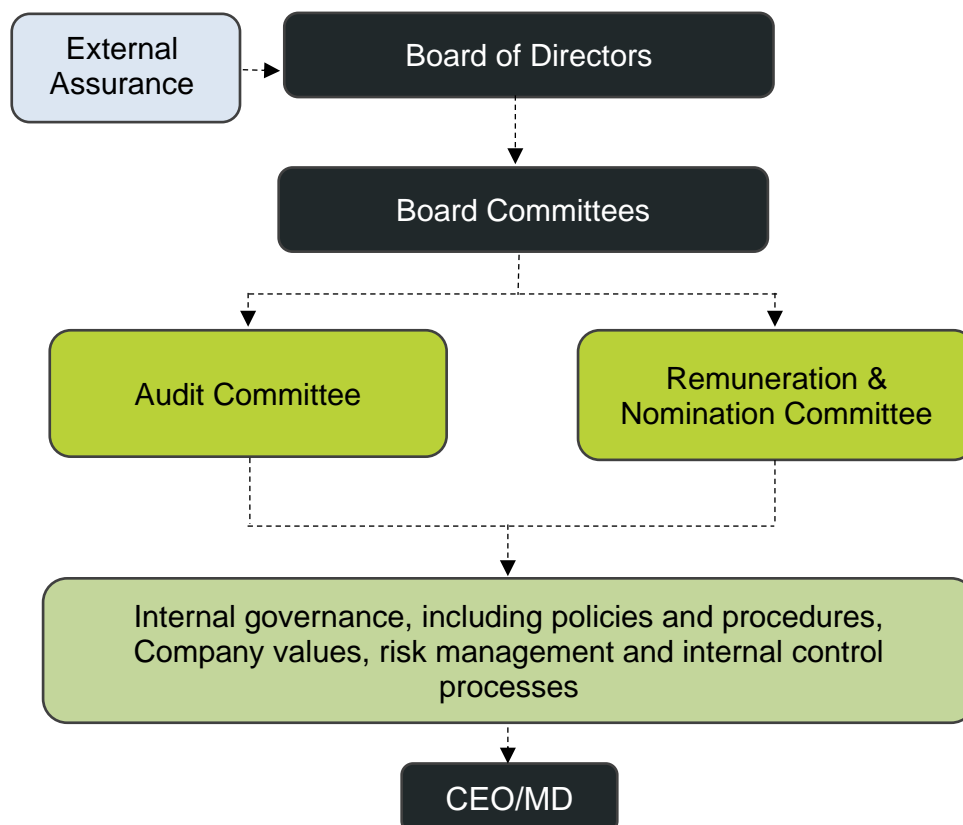 External
Assurance
Board of Directors
Board Committees
Audit Committee
Remuneration &
Nomination Committee
Internal governance, including policies and procedures,
Company values, risk management and internal control
processes
CEO/MD